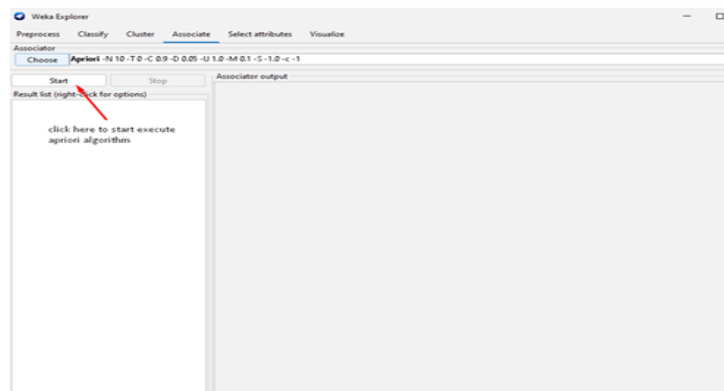 Weka Explorer
Preprocess Classify Cluster Associate Select attributes Visualize
Associator
Choose Apriori -N 10 -T 0 -C 0.9 -D 0.05 -U 1.0 -M 0.1 -S -1.0 -c -1
Start Stop
Associator output
Result list (right-click for options)
click here to start execute
apriori algorithm